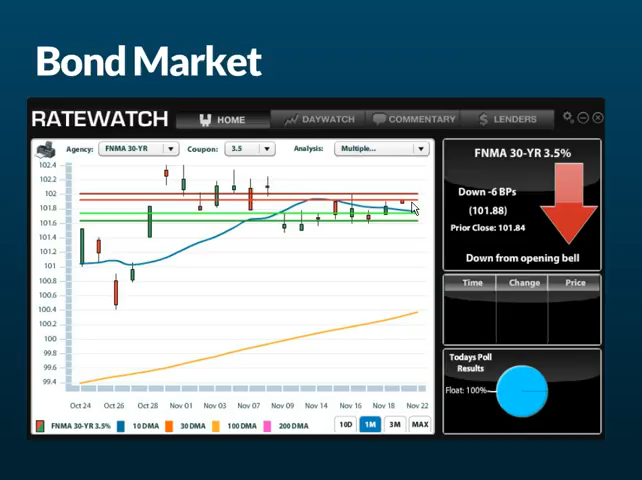 Bond Market
RATEWATCH HOME DAYWATCH COMMENTARY $ LENDERS
Agency: FNMA 30-YR Coupon: 3.5 Analysis: Multiple...
102.4
102.2
102
101.8
101.6
101.4
101.2
101
100.8
100.6
100.4
100.2
100
99.8
99.6
99.4
Oct 24 Oct 26 Oct 28 Nov 01 Nov 03 Nov 07 Nov 09 Nov 14 Nov 16 Nov 18 Nov 22
FNMA 30-YR 3.5% 10 DMA 30 DMA 100 DMA 200 DMA 10D 1M 3M MAX
FNMA 30-YR 3.5%
Down -6 BPs
(101.88)
Prior Close: 101.84
Down from opening bell
Time Change Price
Todays Poll
Results
Float: 100%